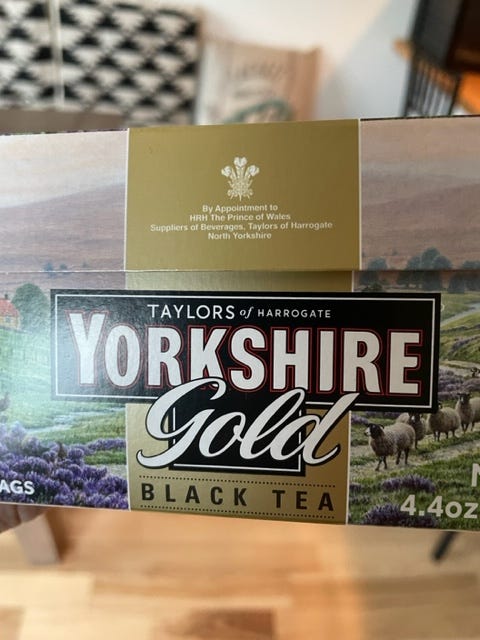 By Appointment to
HRH The Prince of Wales
Suppliers of Beverages, Taylors of Harrogate
North Yorkshire
TAYLORS of HARROGATE
YORKSHIRE
Gold
BLACK TEA
AGS
4.4oz